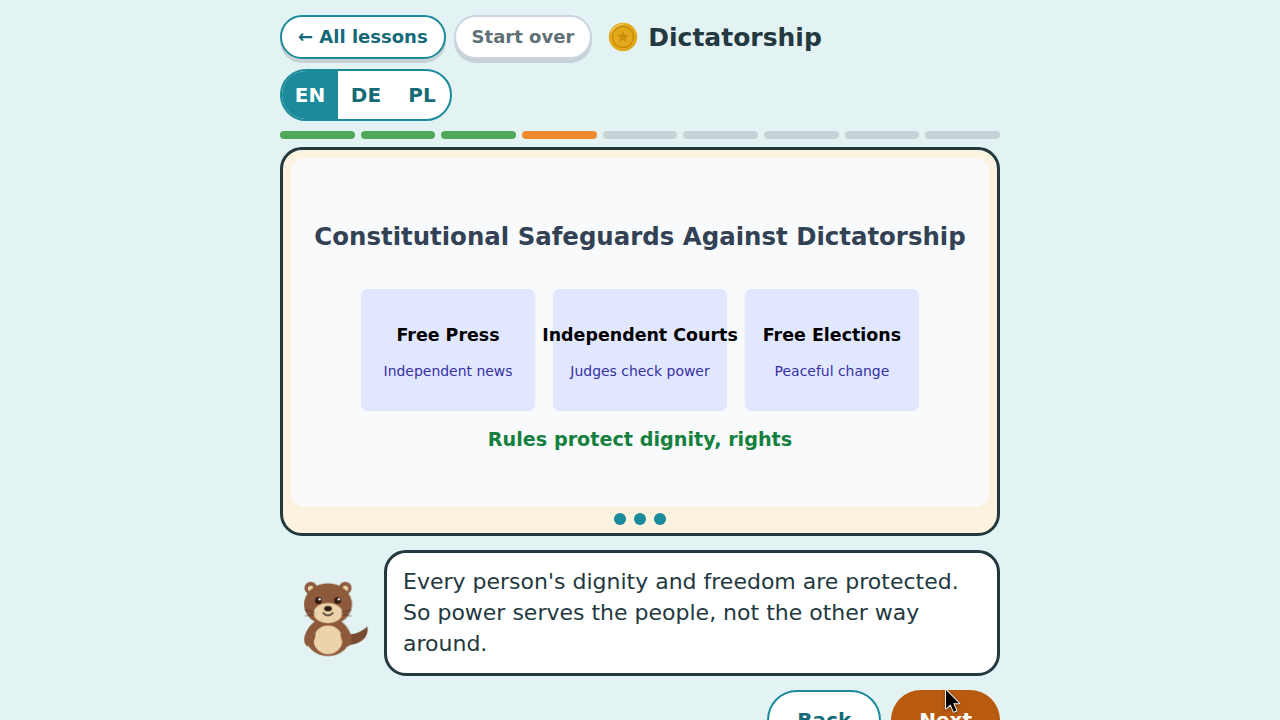 ← All lessons
Start over
Dictatorship
EN DE PL
Constitutional Safeguards Against Dictatorship
Free Press
Independent news
Independent Courts
Judges check power
Free Elections
Peaceful change
Rules protect dignity, rights
Every person's dignity and freedom are protected.
So power serves the people, not the other way
around.
Back
Next